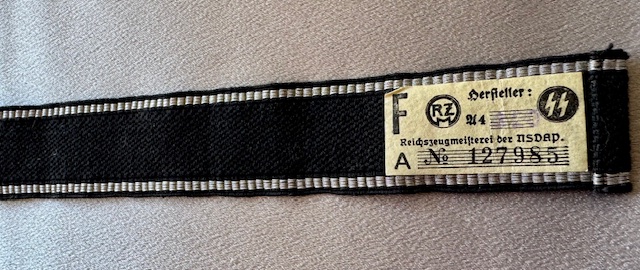 F RZM Hersteller:
A4
Reichszeugmeisterei der NSDAP.
A No 127985